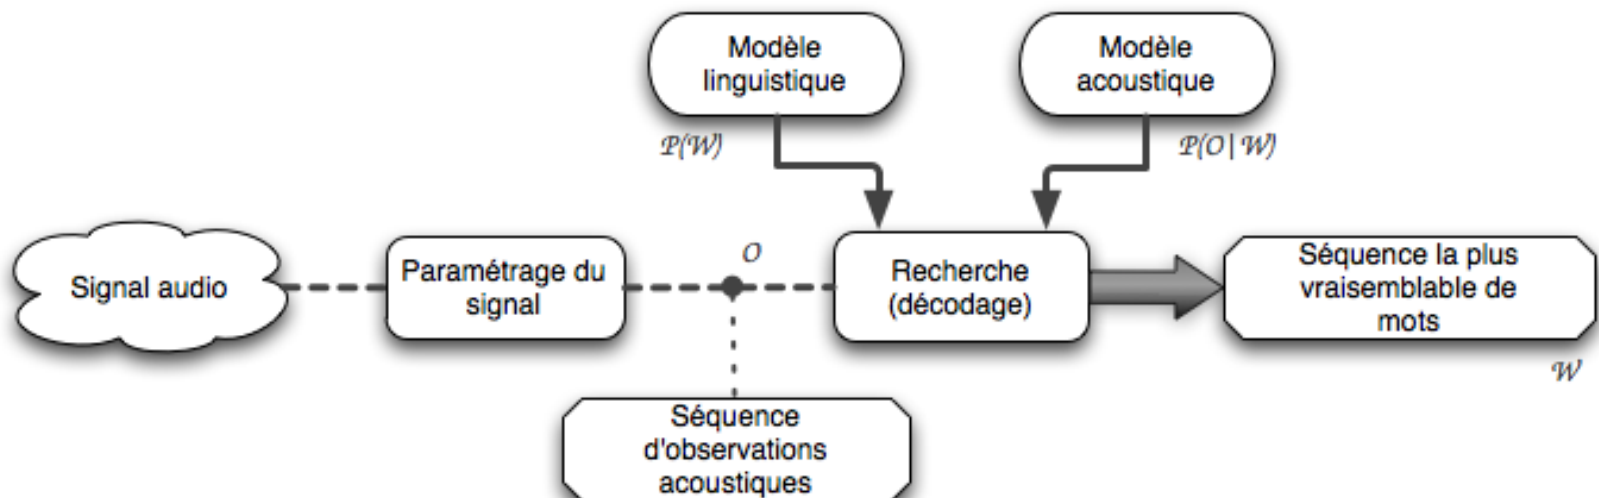 Modèle
linguistique
Modèle
acoustique
P(W)
P(O|W)
Signal audio
Paramétrage du
signal
O
Recherche
(décodage)
Séquence la plus
vraisemblable de
mots
W
Séquence
d'observations
acoustiques